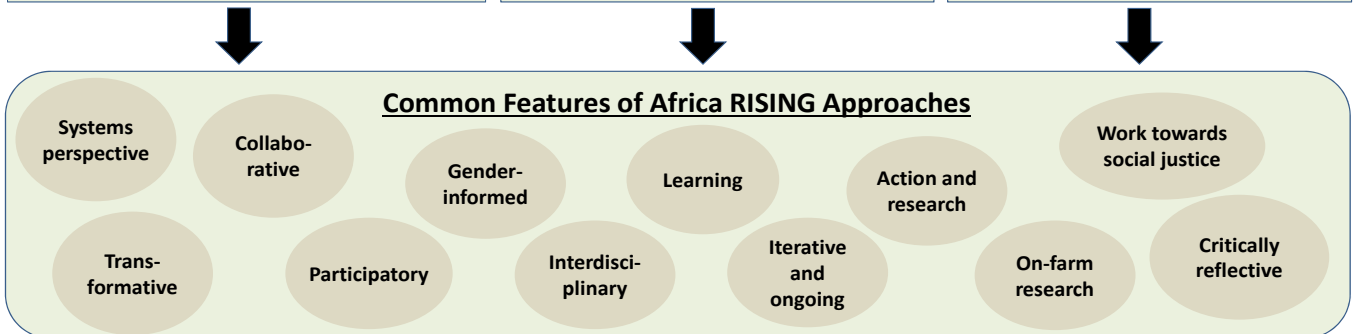 Common Features of Africa RISING Approaches
Systems
perspective
Collabo-
rative
Gender-
informed
Learning
Action and
research
Work towards
social justice
Trans-
formative
Participatory
Interdisci-
plinary
Iterative
and
ongoing
On-farm
research
Critically
reflective